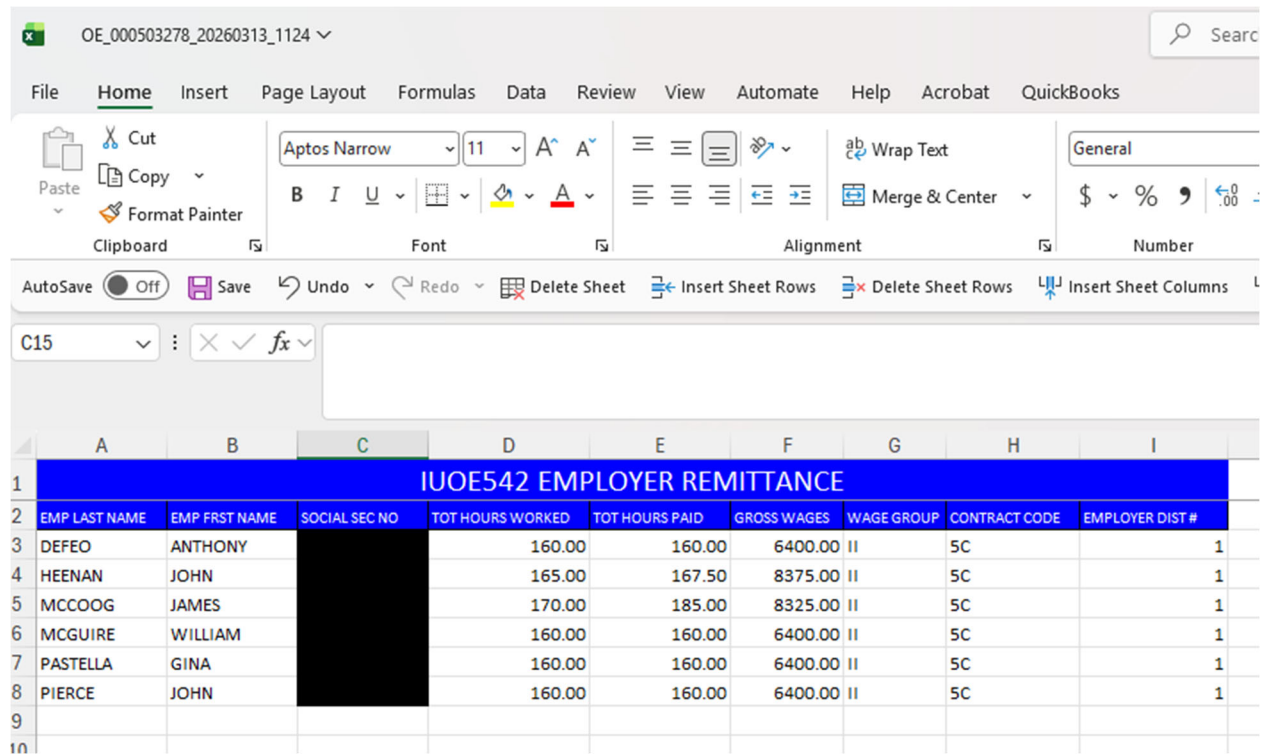 OE_000503278_20260313_1124
Searc
File Home Insert Page Layout Formulas Data Review View Automate Help Acrobat QuickBooks
Paste
Cut
Copy
Format Painter
Clipboard
Aptos Narrow 11 A A
B I U A
Font
ab Wrap Text
Merge & Center
Alignment
General
$ % 9 .00
Number
AutoSave Off Save Undo Redo Delete Sheet Insert Sheet Rows Delete Sheet Rows Insert Sheet Columns
C15 fx
A B C D E F G H I
1 IUOE542 EMPLOYER REMITTANCE
2 EMP LAST NAME EMP FRST NAME SOCIAL SEC NO TOT HOURS WORKED TOT HOURS PAID GROSS WAGES WAGE GROUP CONTRACT CODE EMPLOYER DIST #
3 DEFEO ANTHONY 160.00 160.00 6400.00 II 5C 1
4 HEENAN JOHN 165.00 167.50 8375.00 II 5C 1
5 MCCOOG JAMES 170.00 185.00 8325.00 II 5C 1
6 MCGUIRE WILLIAM 160.00 160.00 6400.00 II 5C 1
7 PASTELLA GINA 160.00 160.00 6400.00 II 5C 1
8 PIERCE JOHN 160.00 160.00 6400.00 II 5C 1
9
10